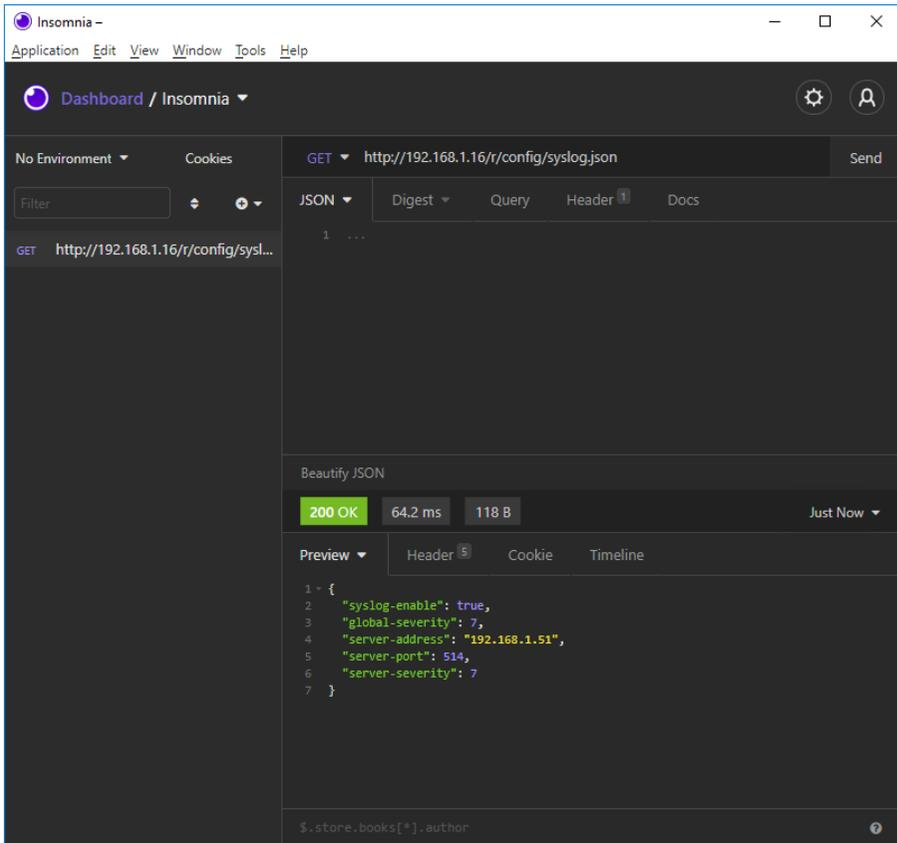 Insomnia –
Application Edit View Window Tools Help
Dashboard / Insomnia
No Environment Cookies
Filter
GET http://192.168.1.16/r/config/sysl...
GET http://192.168.1.16/r/config/syslog.json Send
JSON Digest Query Header 1 Docs
1 ...
Beautify JSON
200 OK 64.2 ms 118 B Just Now
Preview Header 5 Cookie Timeline
1 {
2 "syslog-enable": true,
3 "global-severity": 7,
4 "server-address": "192.168.1.51",
5 "server-port": 514,
6 "server-severity": 7
7 }
$.store.books[*].author